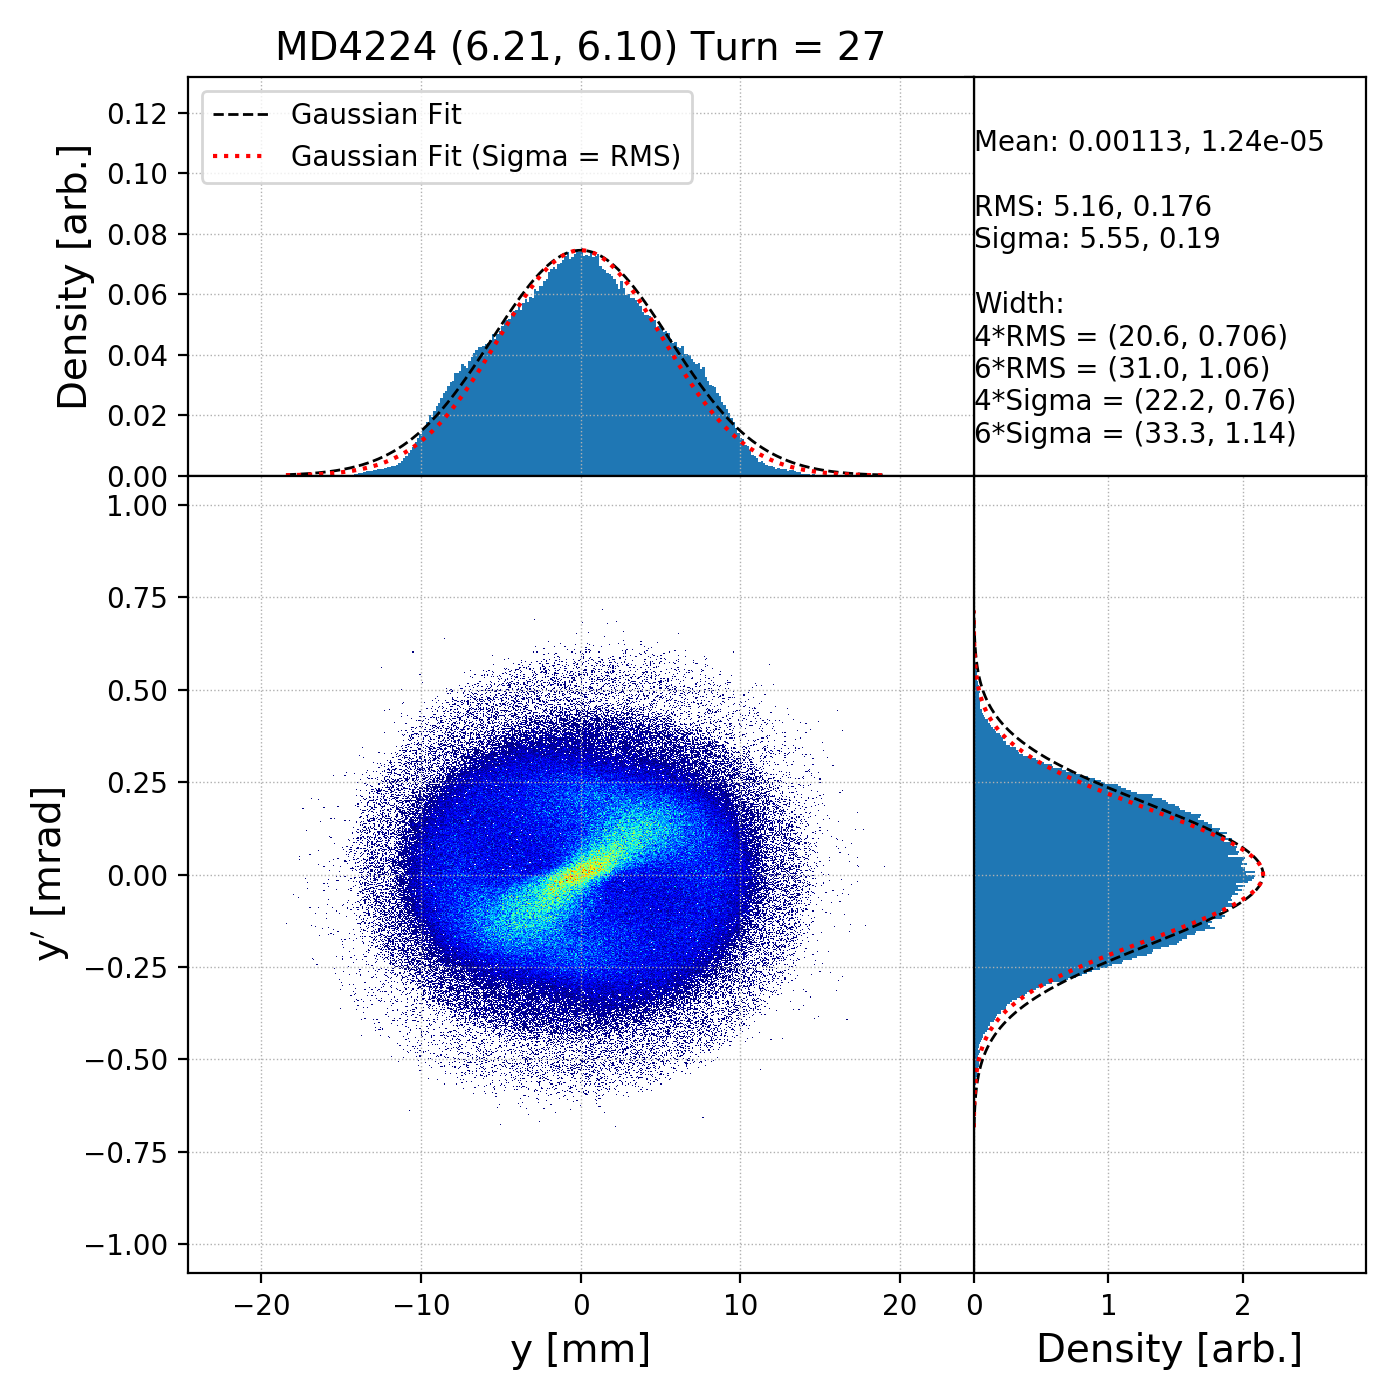 MD4224 (6.21, 6.10) Turn = 27
Gaussian Fit
Gaussian Fit (Sigma = RMS)
Density [arb.]
0.12
0.10
0.08
0.06
0.04
0.02
0.00
Mean: 0.00113, 1.24e-05
RMS: 5.16, 0.176
Sigma: 5.55, 0.19
Width:
4*RMS = (20.6, 0.706)
6*RMS = (31.0, 1.06)
4*Sigma = (22.2, 0.76)
6*Sigma = (33.3, 1.14)
y′ [mrad]
1.00
0.75
0.50
0.25
0.00
−0.25
−0.50
−0.75
−1.00
−20 −10 0 10 20
y [mm]
0 1 2
Density [arb.]